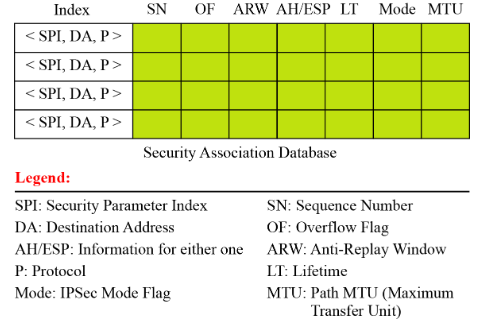 Index SN OF ARW AH/ESP LT Mode MTU
< SPI, DA, P >
< SPI, DA, P >
< SPI, DA, P >
< SPI, DA, P >
Security Association Database
Legend:
SPI: Security Parameter Index SN: Sequence Number
DA: Destination Address OF: Overflow Flag
AH/ESP: Information for either one ARW: Anti-Replay Window
P: Protocol LT: Lifetime
Mode: IPSec Mode Flag MTU: Path MTU (Maximum
Transfer Unit)